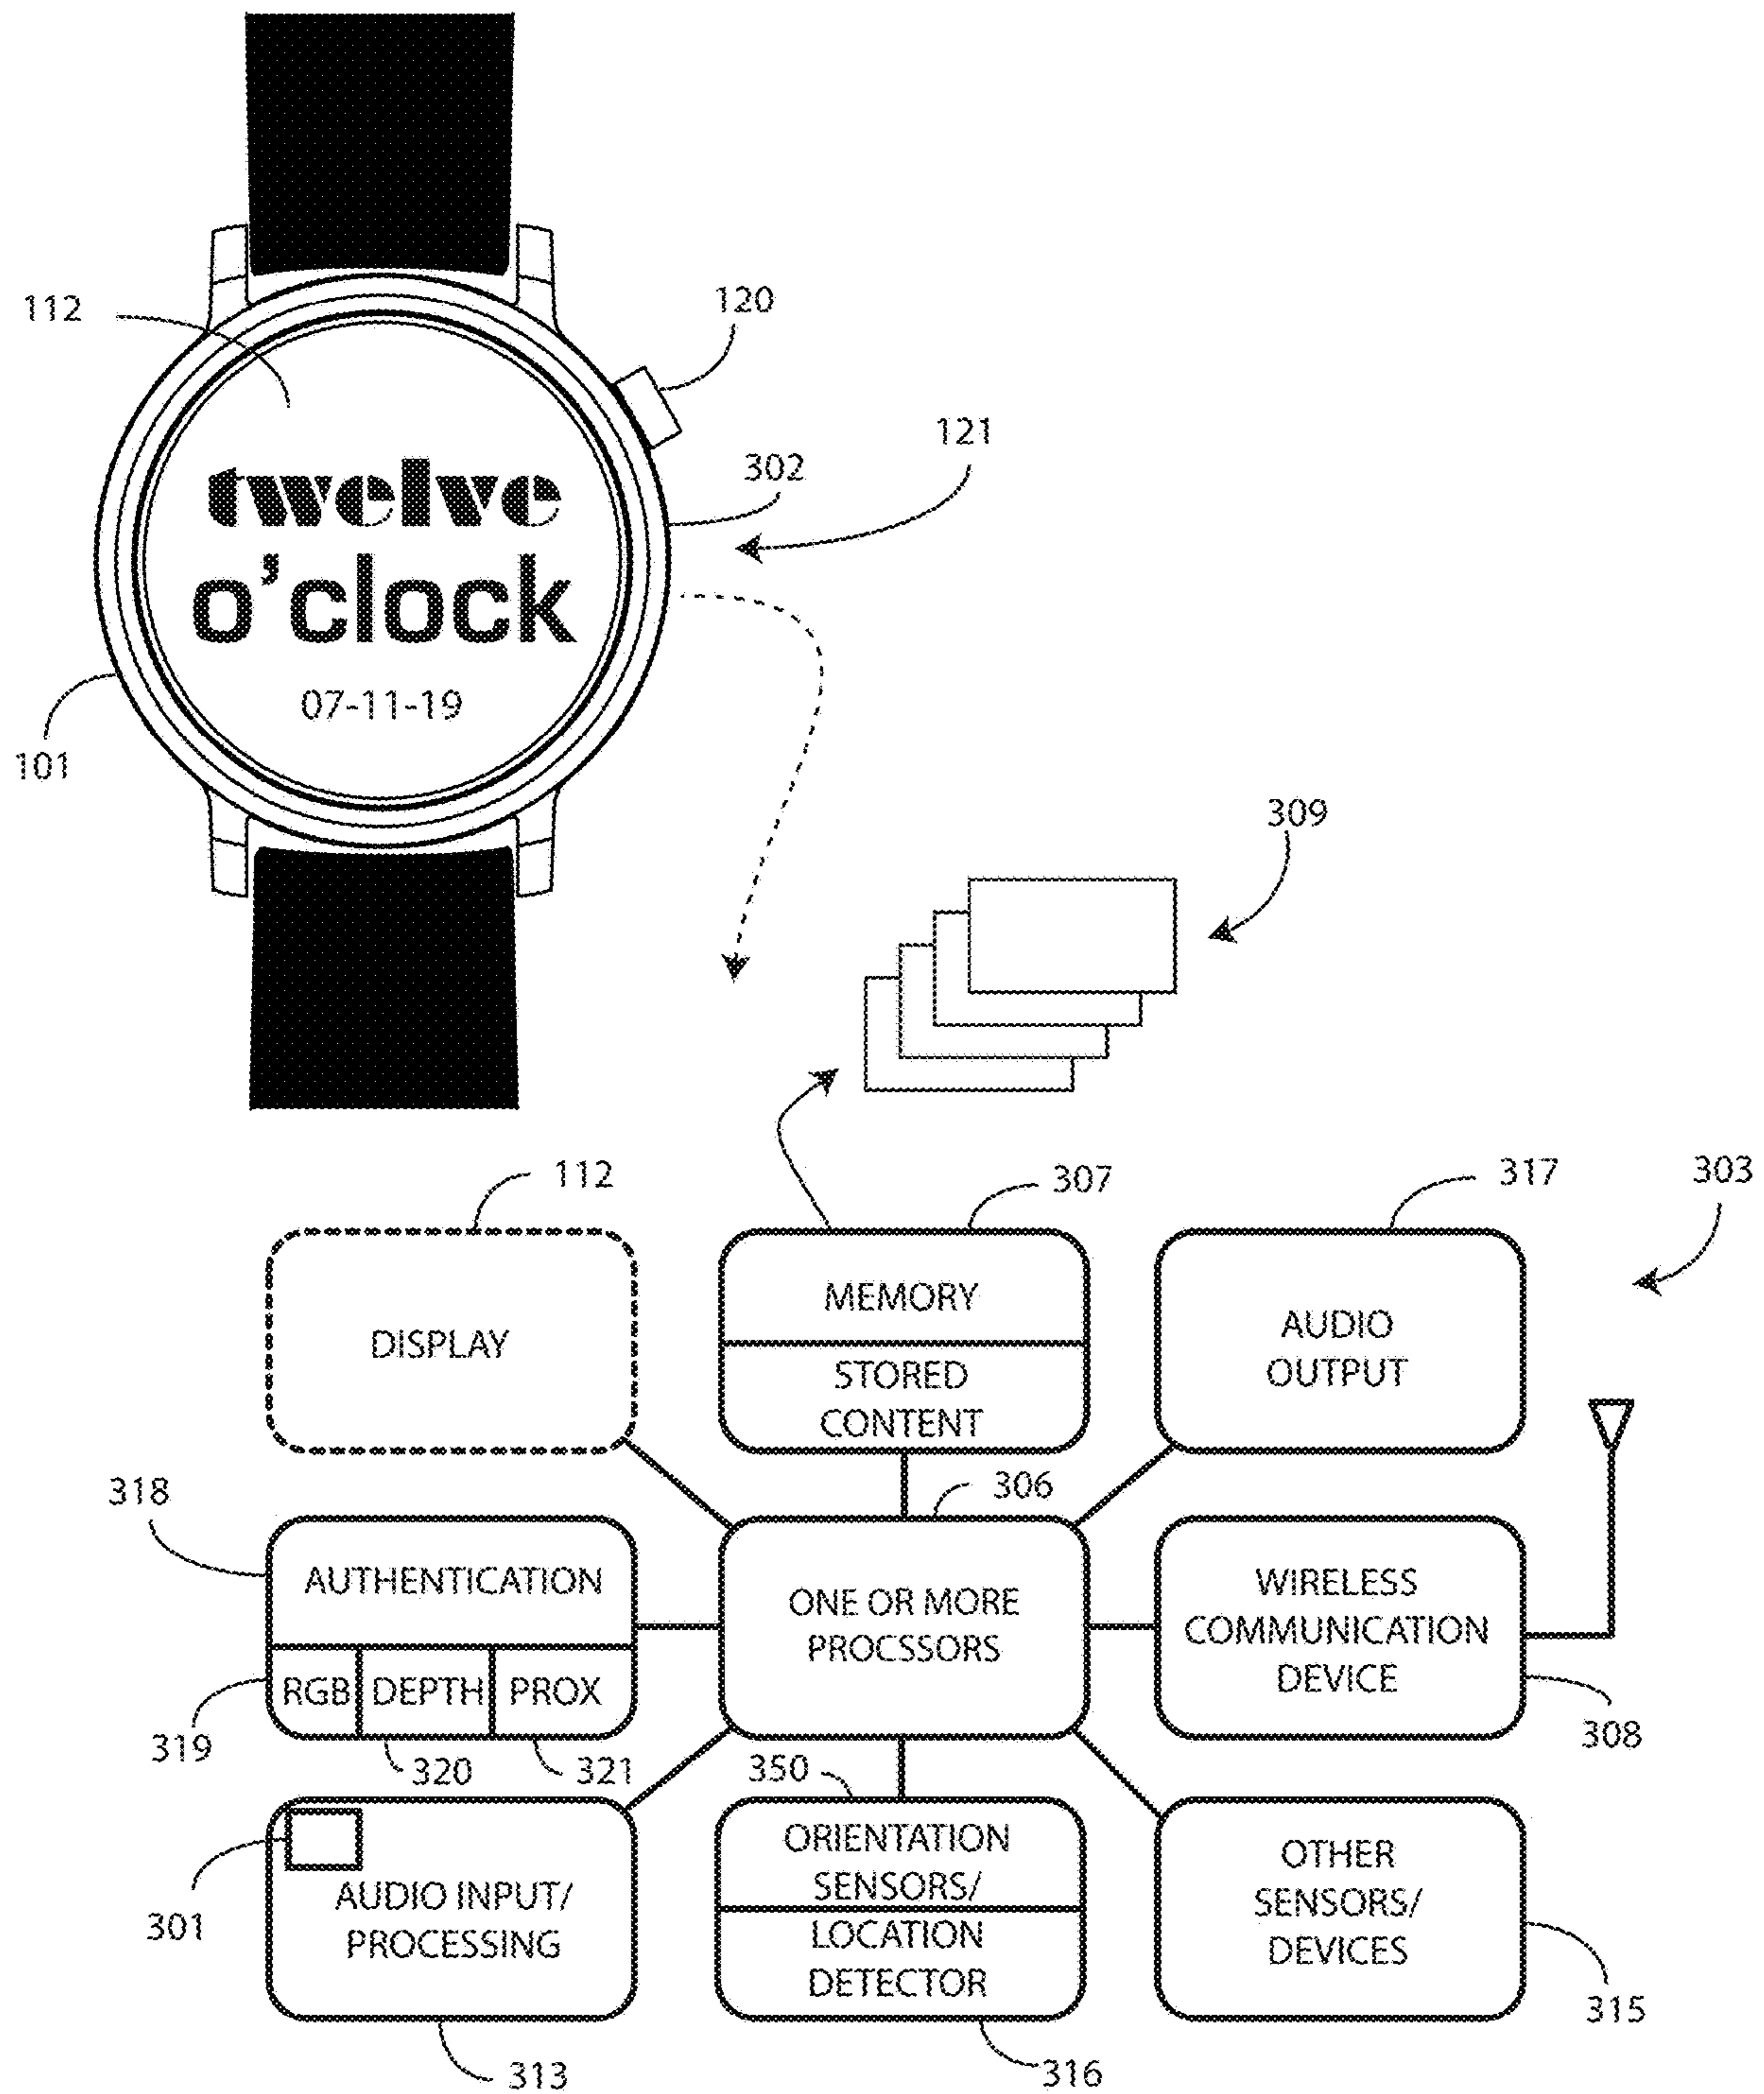 112
120
121
302
twelve
o'clock
07-11-19
101
309
112
307
317
303
DISPLAY
MEMORY
STORED
CONTENT
AUDIO
OUTPUT
318
306
AUTHENTICATION
RGB DEPTH PROX
ONE OR MORE
PROCSSORS
WIRELESS
COMMUNICATION
DEVICE
319
320
321
350
308
301
AUDIO INPUT/
PROCESSING
ORIENTATION
SENSORS/
LOCATION
DETECTOR
OTHER
SENSORS/
DEVICES
313
316
315